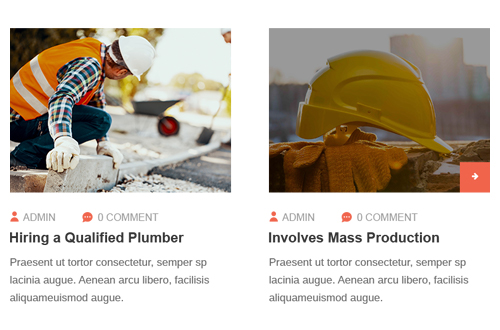 ADMIN
0 COMMENT
Hiring a Qualified Plumber
Praesent ut tortor consectetur, semper sp
lacinia augue. Aenean arcu libero, facilisis
aliquameuismod augue.
ADMIN
0 COMMENT
Involves Mass Production
Praesent ut tortor consectetur, semper sp
lacinia augue. Aenean arcu libero, facilisis
aliquameuismod augue.